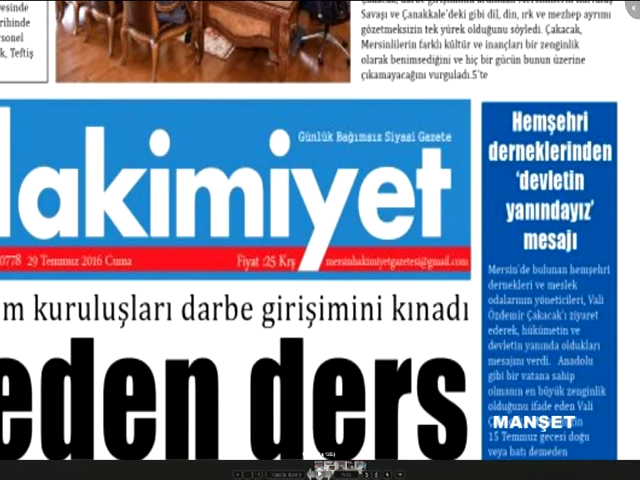 esinde
rihinde
rsonel
k, Teftiş
Savaşı ve Çanakkale'deki gibi dil, din, ırk ve mezhep ayrımı
gözetmeksizin tek yürek olduğunu söyledi. Çakacak,
Mersinlilerin farklı kültür ve inançları bir zenginlik
olarak benimsediğini ve hiç bir gücün bunun üzerine
çıkamayacağını vurguladı.5'te
Günlük Bağımsız Siyasi Gazete
Hakimiyet
0778 29 Temmuz 2016 Cuma Fiyat :25 Krş mersinhakimiyetgazetesi@gmail.com
m kuruluşları darbe girişimini kınadı
eden ders
Hemşehri
derneklerinden
'devletin
yanındayız'
mesajı
Mersin'de bulunan hemşehri
dernekleri ve meslek
odalarının yöneticileri, Vali
Özdemir Çakacak'ı ziyaret
ederek, hükümetin ve
devletin yanında oldukları
mesajını verdi. Anadolu
gibi bir vatana sahip
olmanın en büyük zenginlik
olduğunu ifade eden Vali
MANŞET
15 Temmuz gecesi doğu
veya batı demeden